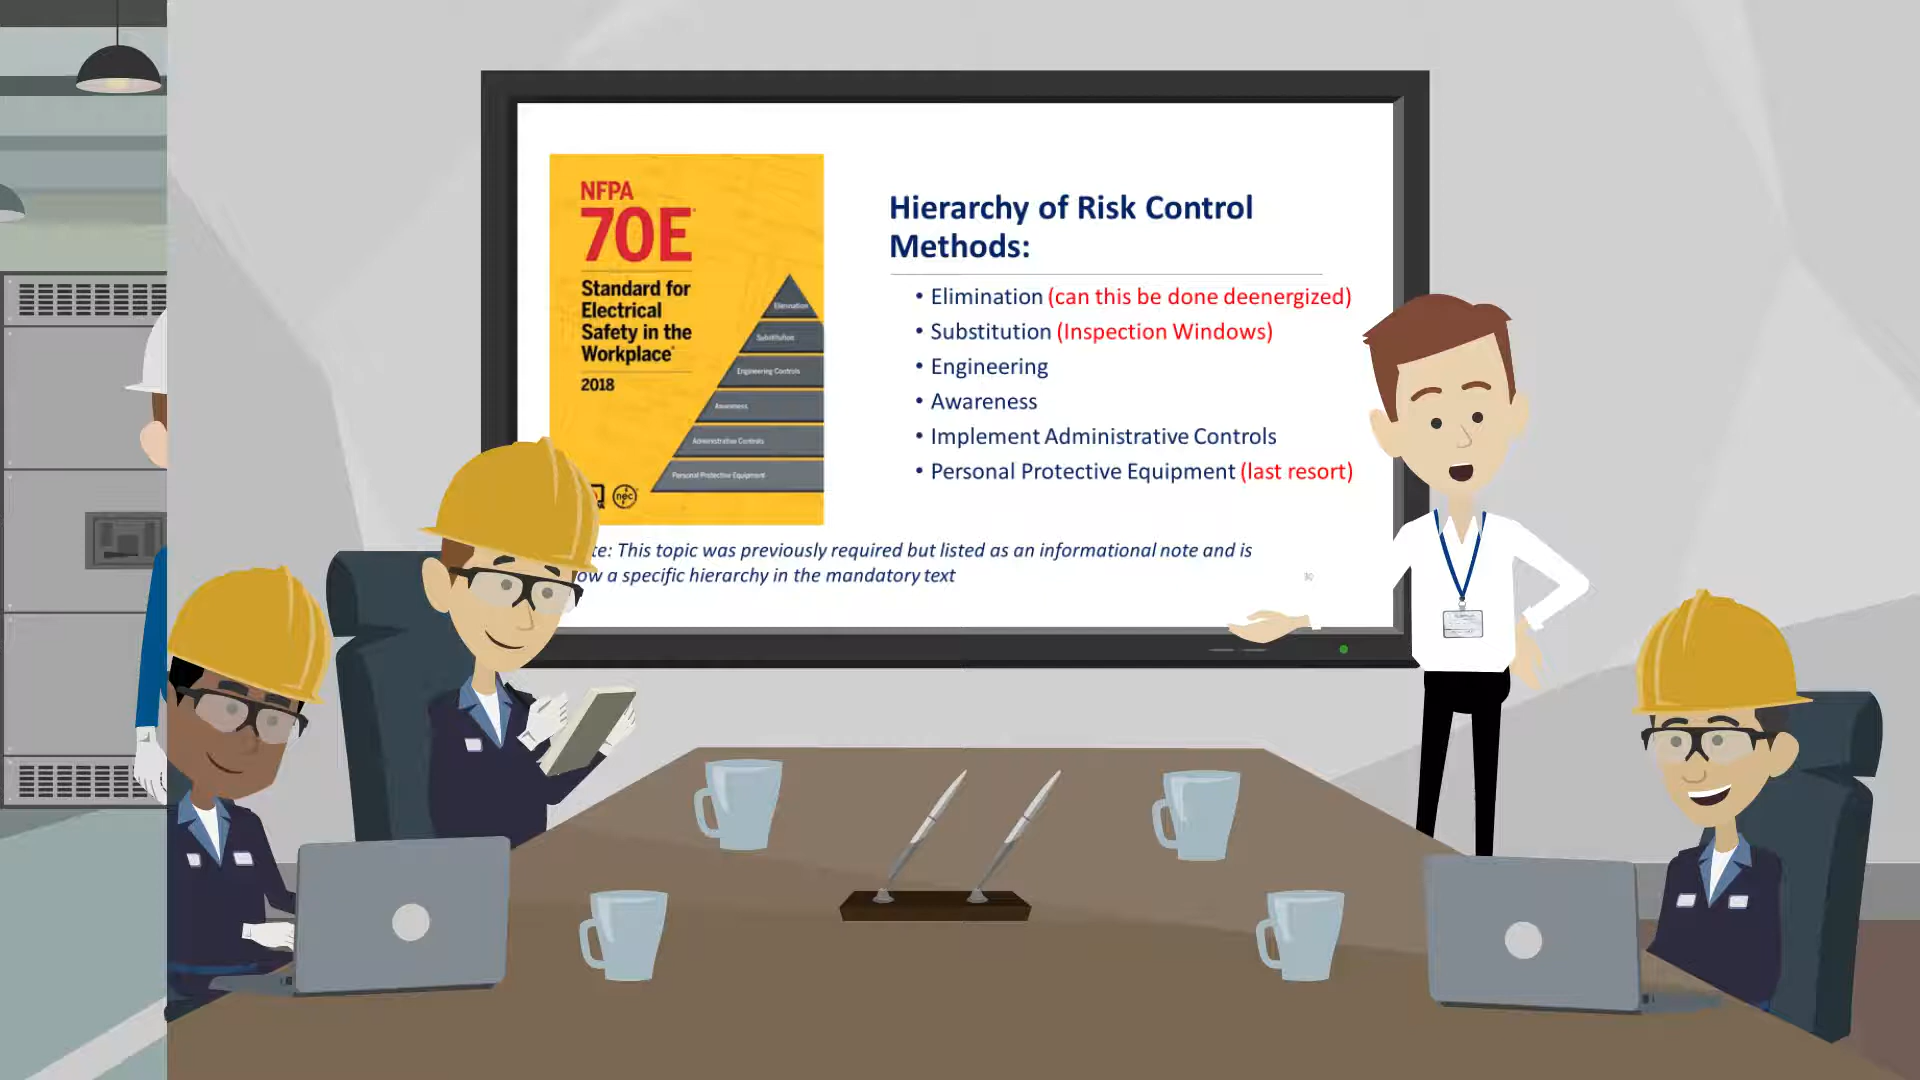 NFPA
70E®
Standard for
Electrical
Safety in the
Workplace®
2018
Elimination
Substitution
Engineering Controls
Awareness
Administrative Controls
Personal Protective Equipment
nec
Hierarchy of Risk Control
Methods:
• Elimination (can this be done deenergized)
• Substitution (Inspection Windows)
• Engineering
• Awareness
• Implement Administrative Controls
• Personal Protective Equipment (last resort)
This topic was previously required but listed as an informational note and is
a specific hierarchy in the mandatory text